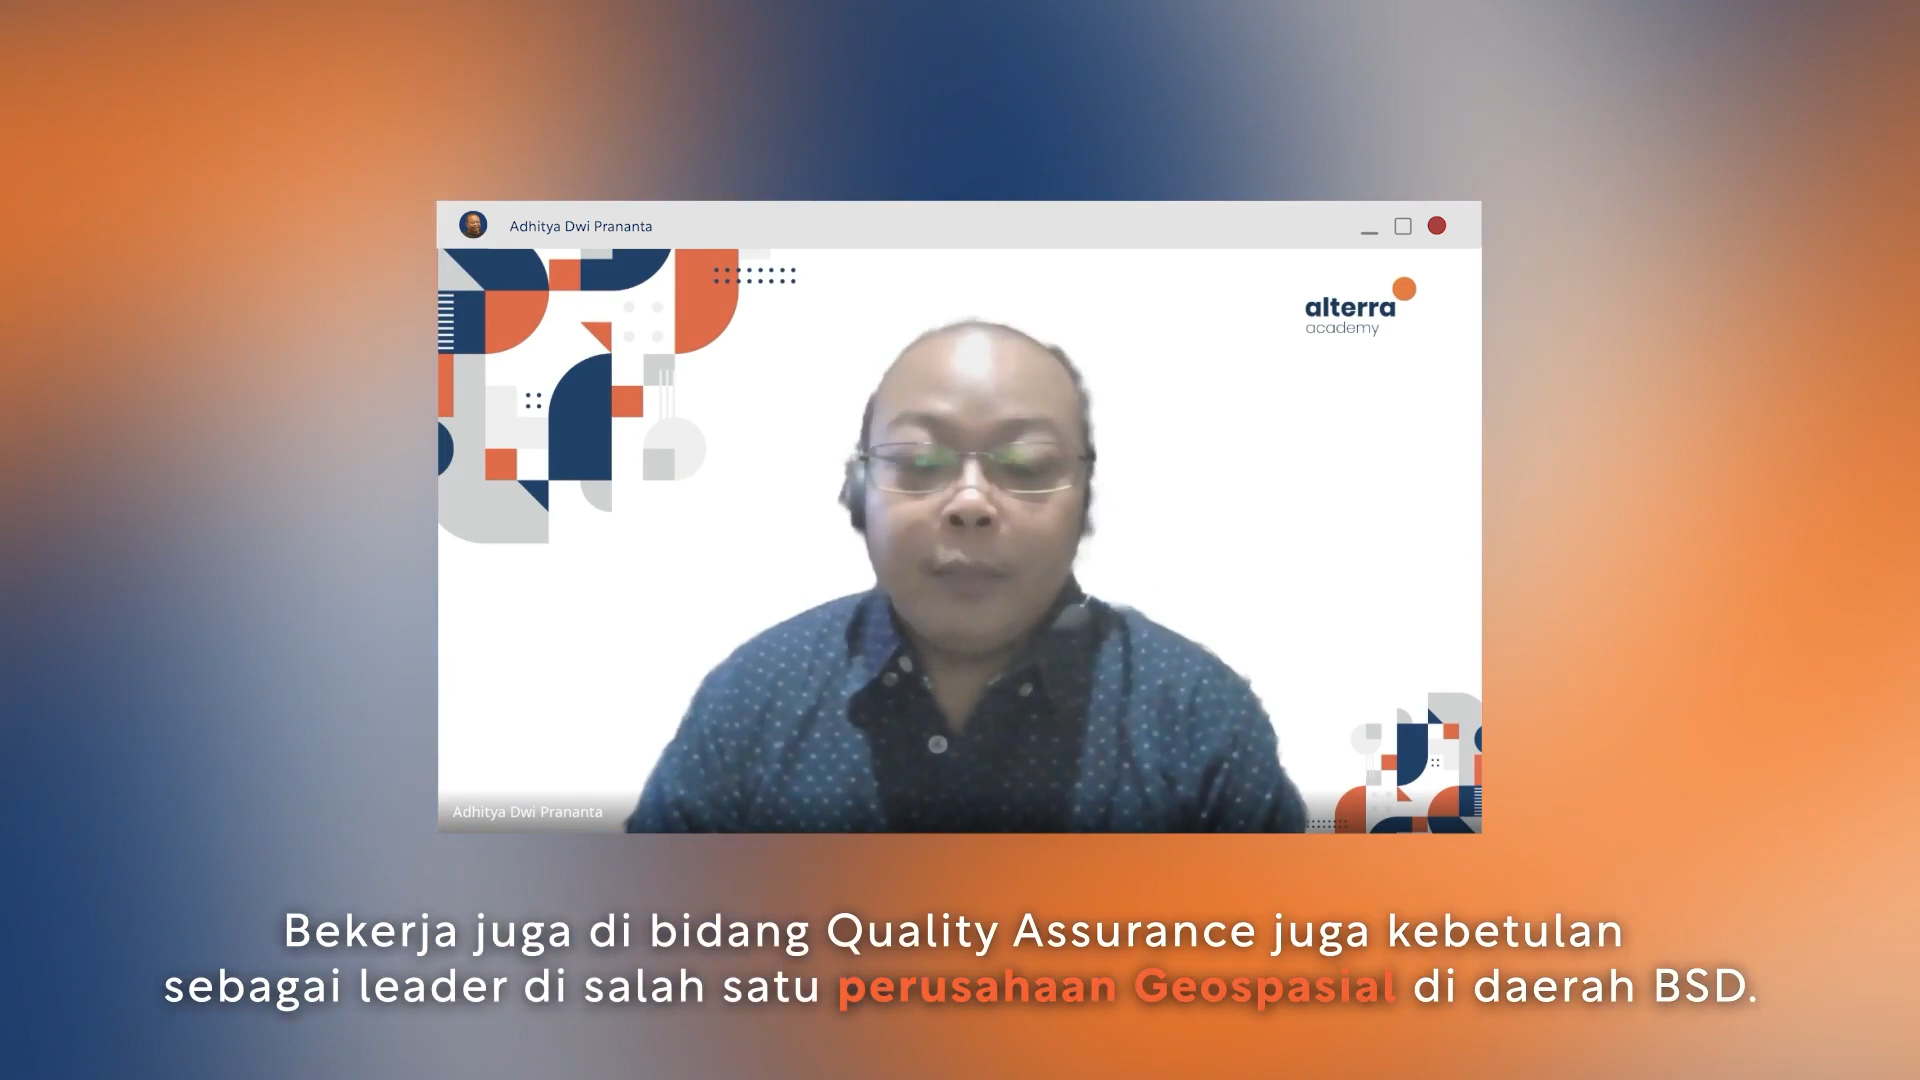 Adhitya Dwi Prananta
alterra
academy
Adhitya Dwi Prananta
Bekerja juga di bidang Quality Assurance juga kebetulan
sebagai leader di salah satu perusahaan Geospasial di daerah BSD.